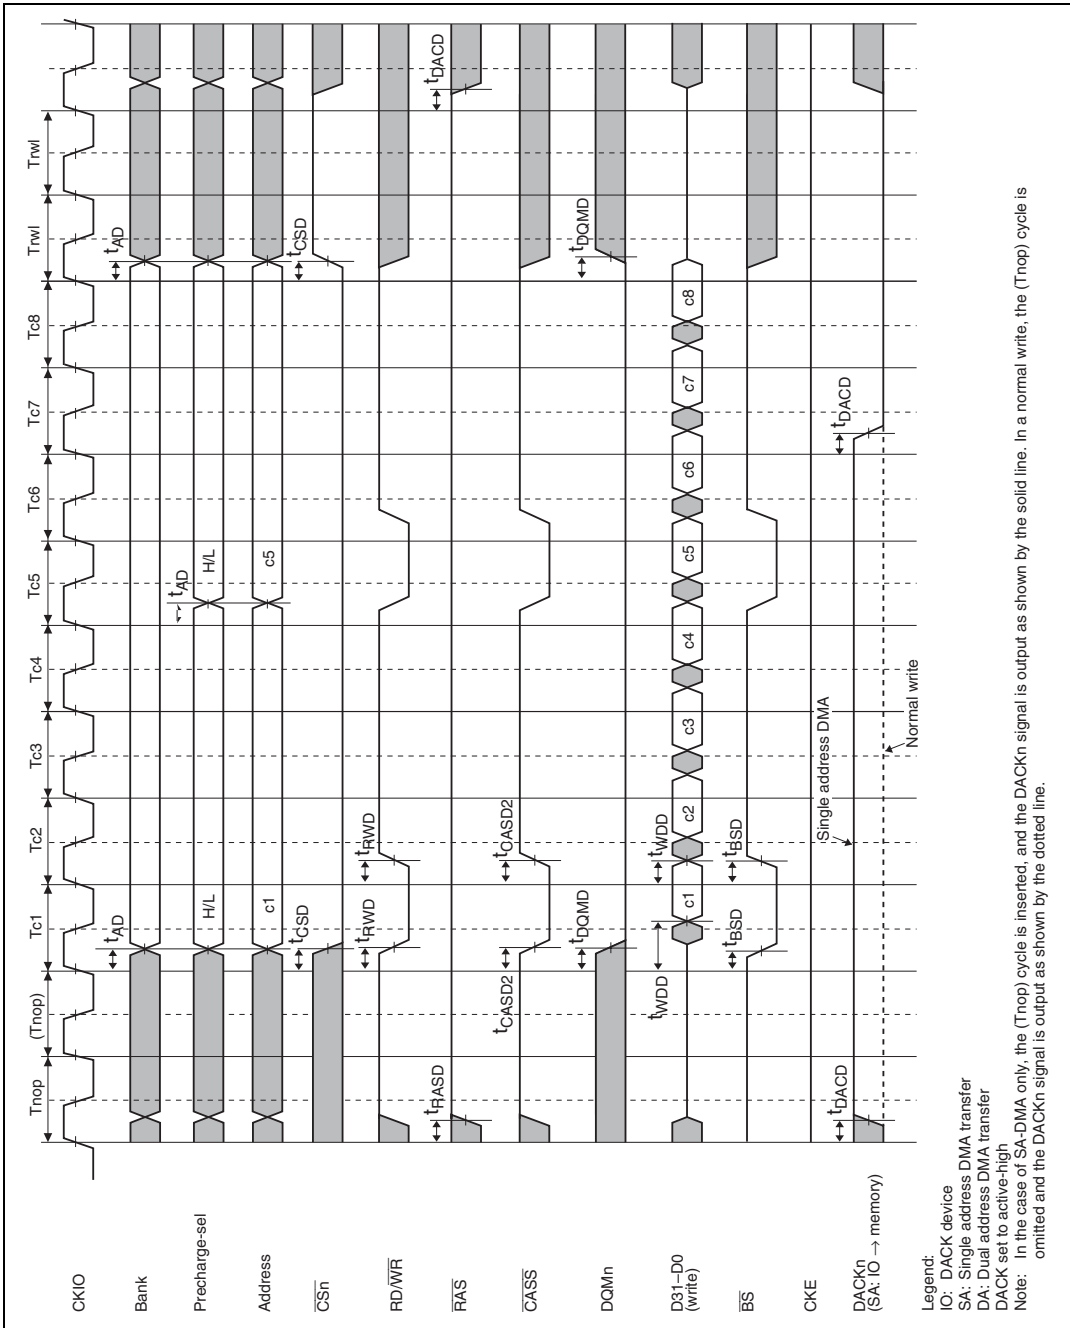 Tnop
(Tnop)
Tc1
Tc2
Tc3
Tc4
Tc5
Tc6
Tc7
Tc8
Trwl
Trwl
CKIO
Bank
tAD
tAD
Precharge-sel
H/L
tAD
H/L
Address
c1
c5
CSn
tCSD
tCSD
RD/WR
tRWD
tRWD
RAS
tRASD
tDACD
CASS
tCASD2
tCASD2
DQMn
tDQMD
tDQMD
D31–D0
(write)
tWDD
tWDD
c1
c2
c3
c4
c5
c6
c7
c8
BS
tBSD
tBSD
CKE
DACKn
(SA: IO → memory)
tDACD
Single address DMA
tDACD
Normal write
Legend:
IO: DACK device
SA: Single address DMA transfer
DA: Dual address DMA transfer
DACK set to active-high
Note: In the case of SA-DMA only, the (Tnop) cycle is inserted, and the DACKn signal is output as shown by the solid line. In a normal write, the (Tnop) cycle is
omitted and the DACKn signal is output as shown by the dotted line.